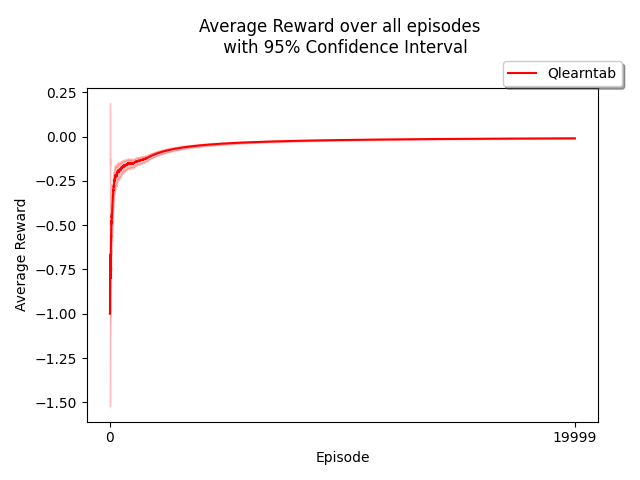 Average Reward over all episodes
with 95% Confidence Interval
Qlearntab
0.25
0.00
−0.25
−0.50
−0.75
−1.00
−1.25
−1.50
Average Reward
0 19999
Episode